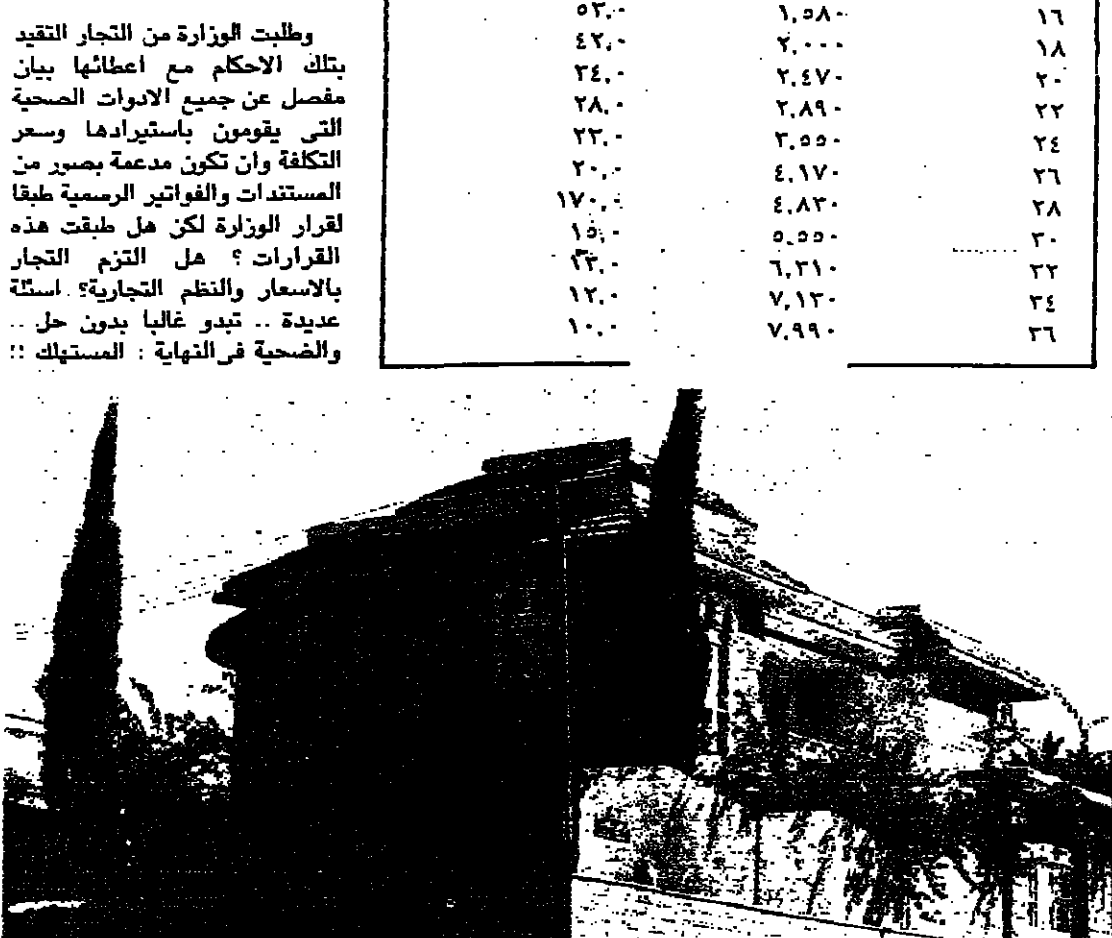 ١٦ ١,٥٨٠ ٥٣,٠
١٨ ٢,٠٠٠ ٤٢,٠
٢٠ ٢,٤٧٠ ٣٤,٠
٢٢ ٢,٨٩٠ ٢٨,٠
٢٤ ٣,٥٥٠ ٢٣,٠
٢٦ ٤,١٧٠ ٢٠,٠
٢٨ ٤,٨٣٠ ١٧٠,٠
٣٠ ٥,٥٥٠ ١٥,٠
٣٢ ٦,٣١٠ ١٣,٠
٣٤ ٧,١٣٠ ١٢,٠
٣٦ ٧,٩٩٠ ١٠,٠
وطلبت الوزارة من التجار التقيد
بتلك الاحكام مع اعطائها بيان
مفصل عن جميع الادوات الصحية
التى يقومون باستيرادها وسعر
التكلفة وان تكون مدعمة بصور من
المستندات والفواتير الرسمية طبقا
لقرار الوزارة لكن هل طبقت هذه
القرارات ؟ هل التزم التجار
بالاسعار والنظم التجارية؟ اسئلة
عديدة .. تبدو غالبا بدون حل ..
والضحية فى النهاية : المستهلك !!